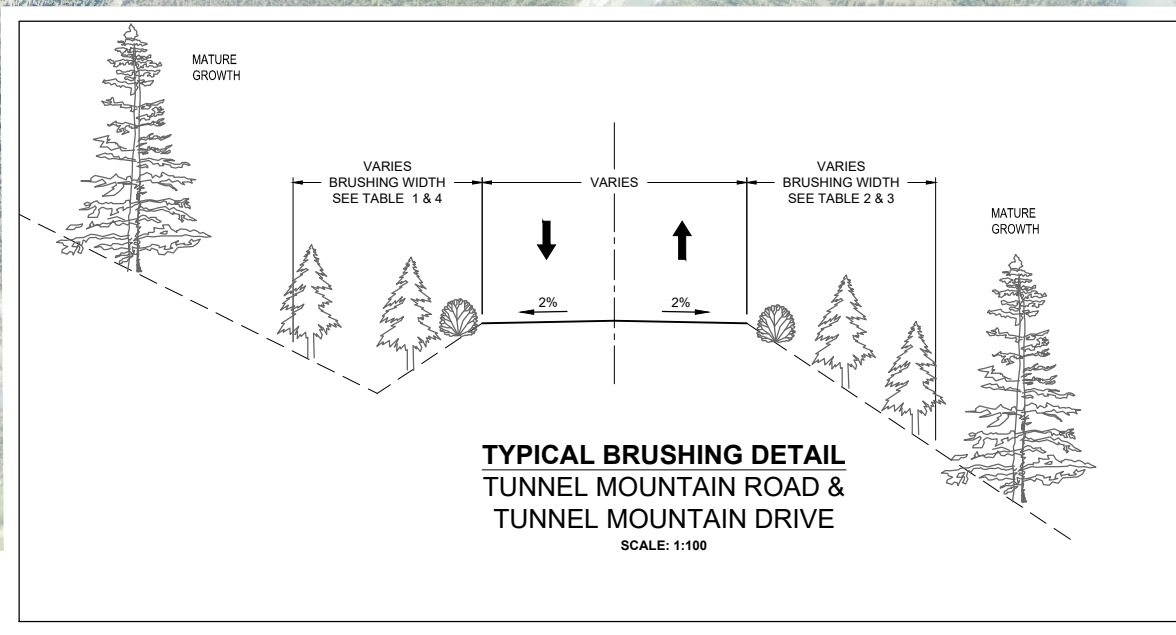 MATURE
GROWTH
VARIES
BRUSHING WIDTH
SEE TABLE 1 & 4
VARIES
VARIES
BRUSHING WIDTH
SEE TABLE 2 & 3
MATURE
GROWTH
2%
2%
TYPICAL BRUSHING DETAIL
TUNNEL MOUNTAIN ROAD &
TUNNEL MOUNTAIN DRIVE
SCALE: 1:100